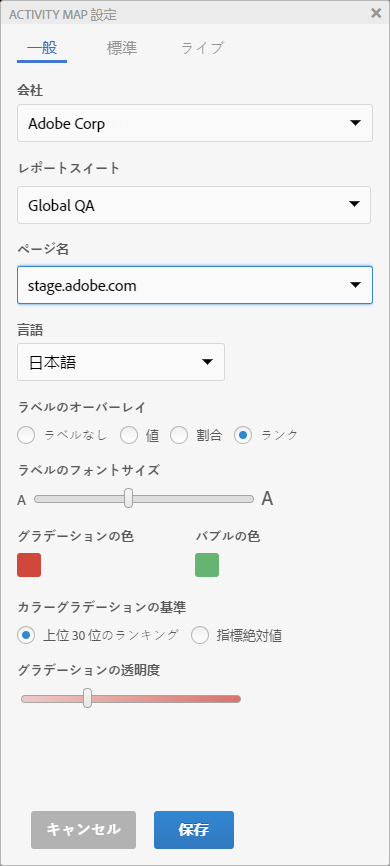 ACTIVITY MAP 設定
一般 標準 ライブ
会社
Adobe Corp
レポートスイート
Global QA
ページ名
stage.adobe.com
言語
日本語
ラベルのオーバーレイ
ラベルなし 値 割合 ランク
ラベルのフォントサイズ
A A
グラデーションの色 バブルの色
カラーグラデーションの基準
上位 30 位のランキング 指標絶対値
グラデーションの透明度
キャンセル 保存